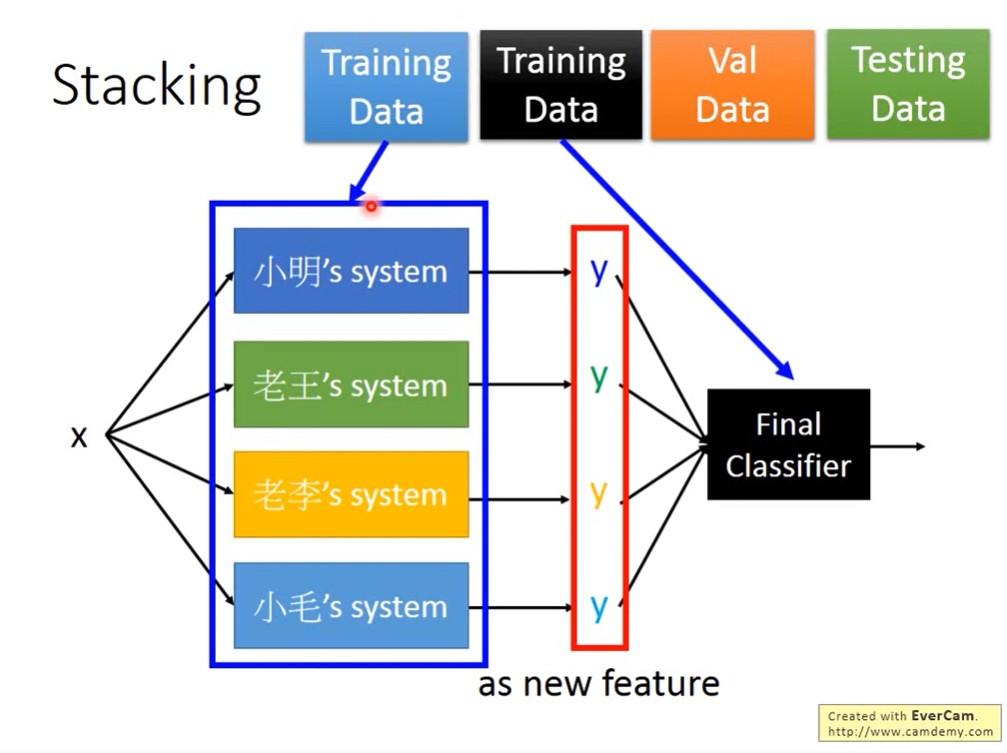 Stacking
Training
Data
Training
Data
Val
Data
Testing
Data
小明's system
老王's system
老李's system
小毛's system
x
y
y
y
y
Final
Classifier
as new feature
Created with EverCam.
http://www.camdemy.com